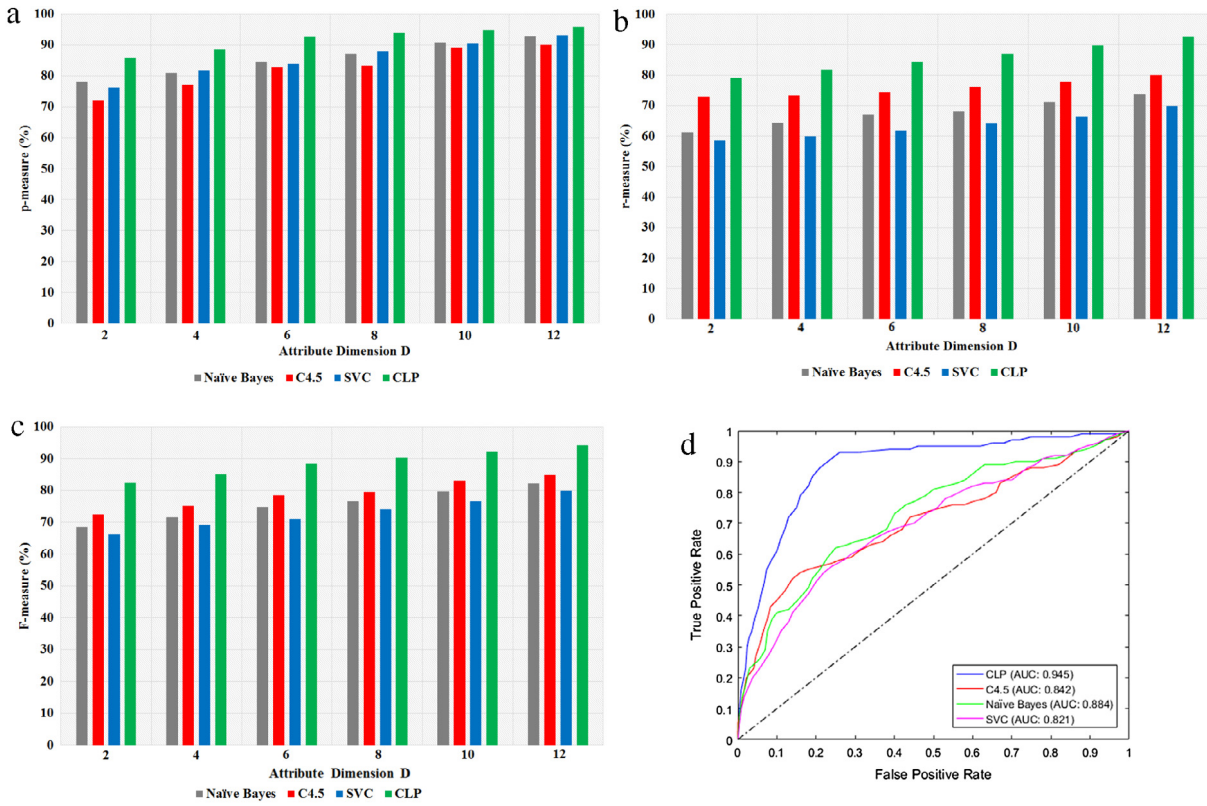 a
100
90
80
70
60
50
40
30
20
10
0
p-measure (%)
2 4 6 8 10 12
Attribute Dimension D
Naïve Bayes C4.5 SVC CLP
b
100
90
80
70
60
50
40
30
20
10
0
r-measure (%)
2 4 6 8 10 12
Attribute Dimension D
Naïve Bayes C4.5 SVC CLP
c
100
90
80
70
60
50
40
30
20
10
0
F-measure (%)
2 4 6 8 10 12
Attribute Dimension D
Naïve Bayes C4.5 SVC CLP
d
1
0.9
0.8
0.7
0.6
0.5
0.4
0.3
0.2
0.1
0
True Positive Rate
CLP (AUC: 0.945)
C4.5 (AUC: 0.842)
Naïve Bayes (AUC: 0.884)
SVC (AUC: 0.821)
0 0.1 0.2 0.3 0.4 0.5 0.6 0.7 0.8 0.9 1
False Positive Rate